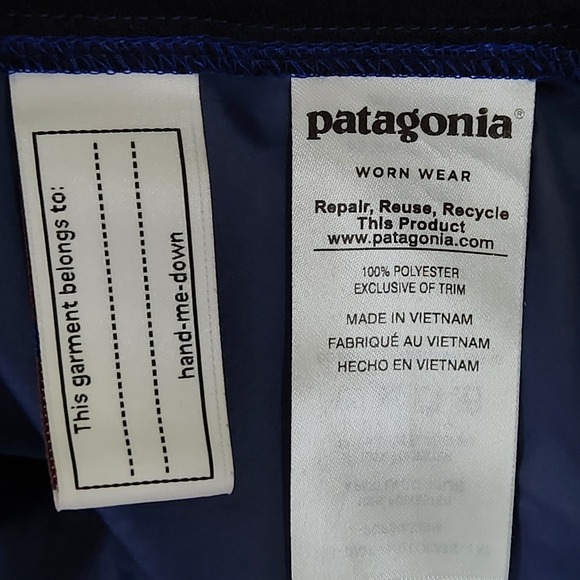 This garment belongs to:
hand-me-down
patagonia®
WORN WEAR
Repair, Reuse, Recycle
This Product
www.patagonia.com
100% POLYESTER
EXCLUSIVE OF TRIM
MADE IN VIETNAM
FABRIQUÉ AU VIETNAM
HECHO EN VIETNAM